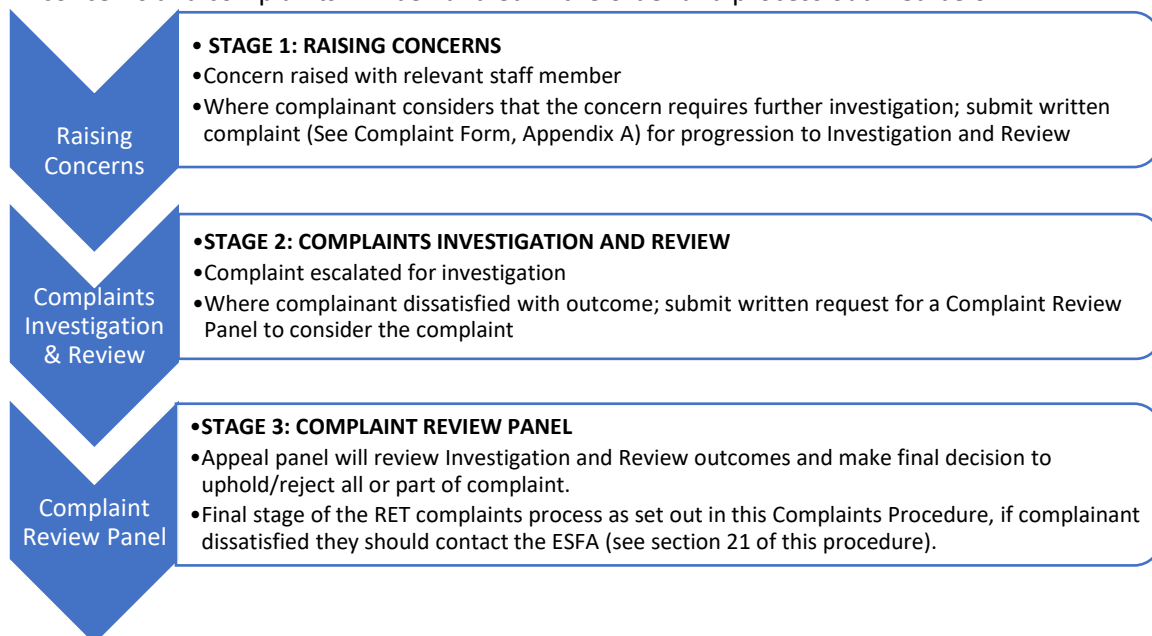 Raising
Concerns
• STAGE 1: RAISING CONCERNS
•Concern raised with relevant staff member
•Where complainant considers that the concern requires further investigation; submit written
complaint (See Complaint Form, Appendix A) for progression to Investigation and Review
Complaints
Investigation
& Review
•STAGE 2: COMPLAINTS INVESTIGATION AND REVIEW
•Complaint escalated for investigation
•Where complainant dissatisfied with outcome; submit written request for a Complaint Review
Panel to consider the complaint
Complaint
Review Panel
•STAGE 3: COMPLAINT REVIEW PANEL
•Appeal panel will review Investigation and Review outcomes and make final decision to
uphold/reject all or part of complaint.
•Final stage of the RET complaints process as set out in this Complaints Procedure, if complainant
dissatisfied they should contact the ESFA (see section 21 of this procedure).